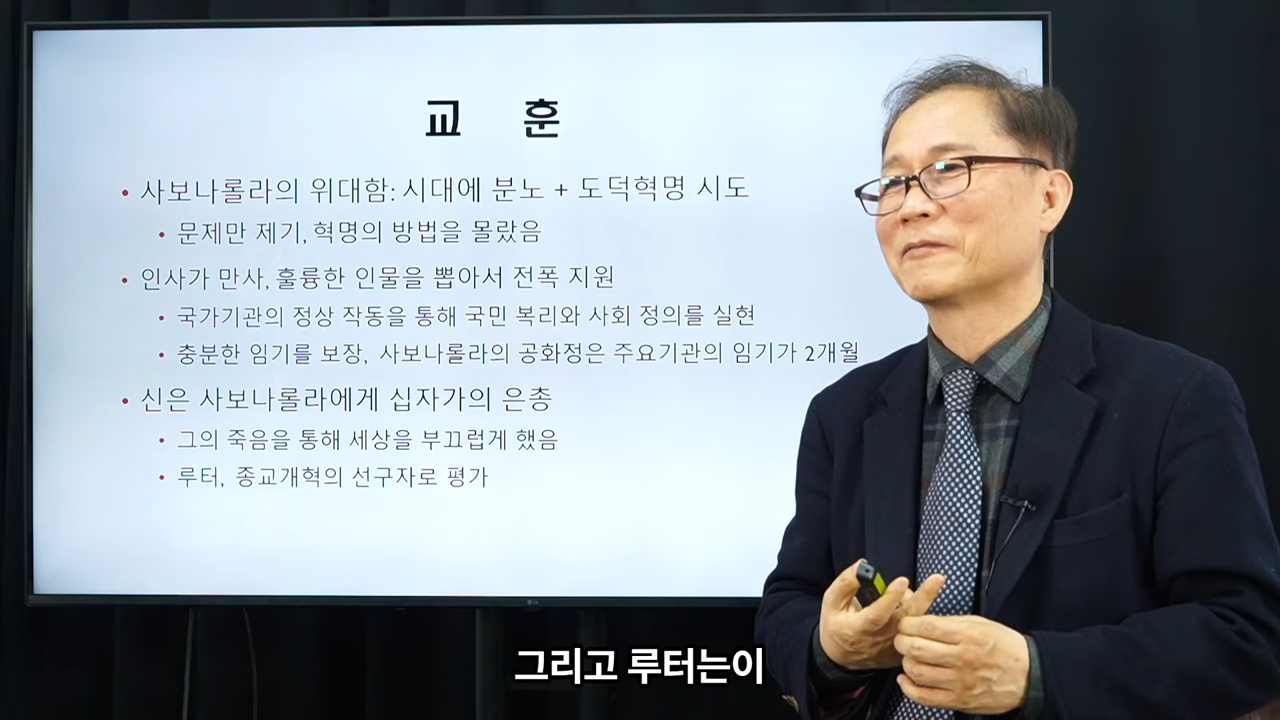 교 훈
• 사보나롤라의 위대함: 시대에 분노 + 도덕혁명 시도
• 문제만 제기, 혁명의 방법을 몰랐음
• 인사가 만사, 훌륭한 인물을 뽑아서 전폭 지원
• 국가기관의 정상 작동을 통해 국민 복리와 사회 정의를 실현
• 충분한 임기를 보장, 사보나롤라의 공화정은 주요기관의 임기가 2개월
• 신은 사보나롤라에게 십자가의 은총
• 그의 죽음을 통해 세상을 부끄럽게 했음
• 루터, 종교개혁의 선구자로 평가
LG
그리고 루터는이